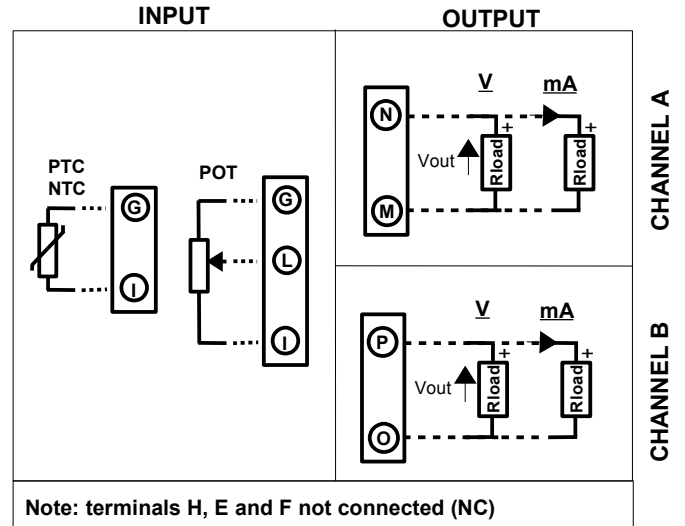 INPUT
OUTPUT
PTC
NTC
G
I
POT
G
L
I
V
mA
N
M
Vout
Rload
+
Rload
+
CHANNEL A
V
mA
P
O
Vout
Rload
+
Rload
+
CHANNEL B
Note: terminals H, E and F not connected (NC)